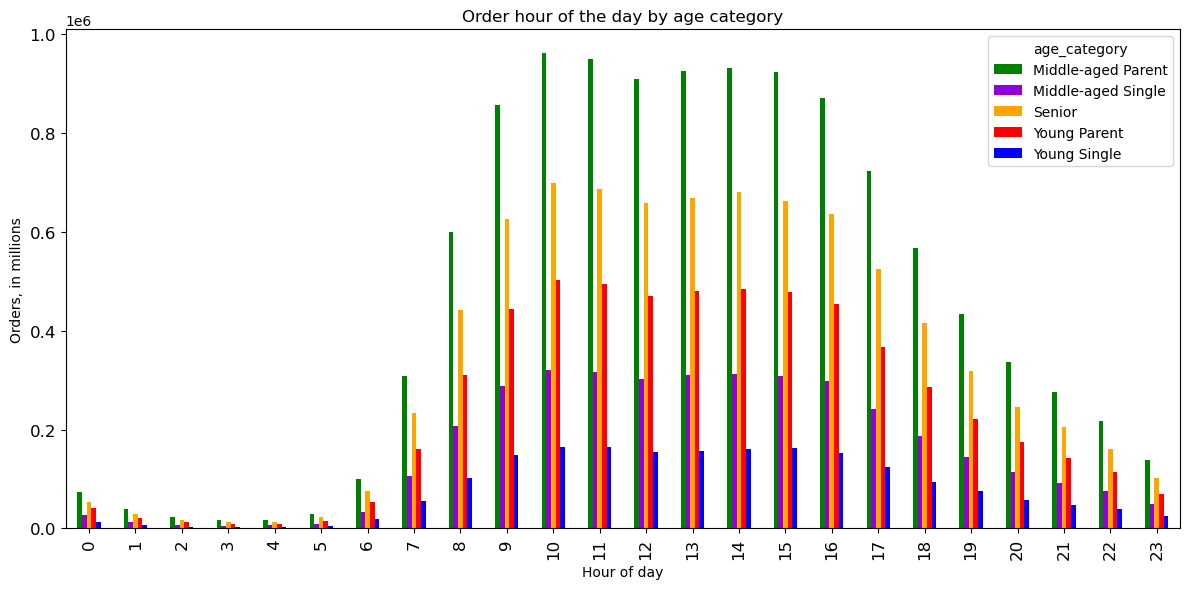 Order hour of the day by age category
1e6
1.0
0.8
0.6
0.4
0.2
0.0
Orders, in millions
age_category
Middle-aged Parent
Middle-aged Single
Senior
Young Parent
Young Single
0 1 2 3 4 5 6 7 8 9 10 11 12 13 14 15 16 17 18 19 20 21 22 23
Hour of day